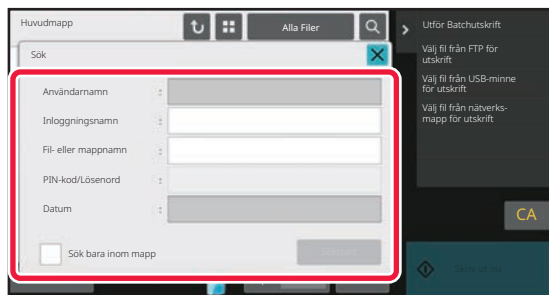 Huvudmapp
Alla Filer
Utför Batchutskrift
Sök
Välj fil från FTP för
utskrift
Välj fil från USB-minne
för utskrift
Välj fil från nätverks-
mapp för utskrift
Användarnamn :
Inloggningsnamn :
Fil- eller mappnamn :
PIN-kod/Lösenord :
Datum :
Sök bara inom mapp
CA